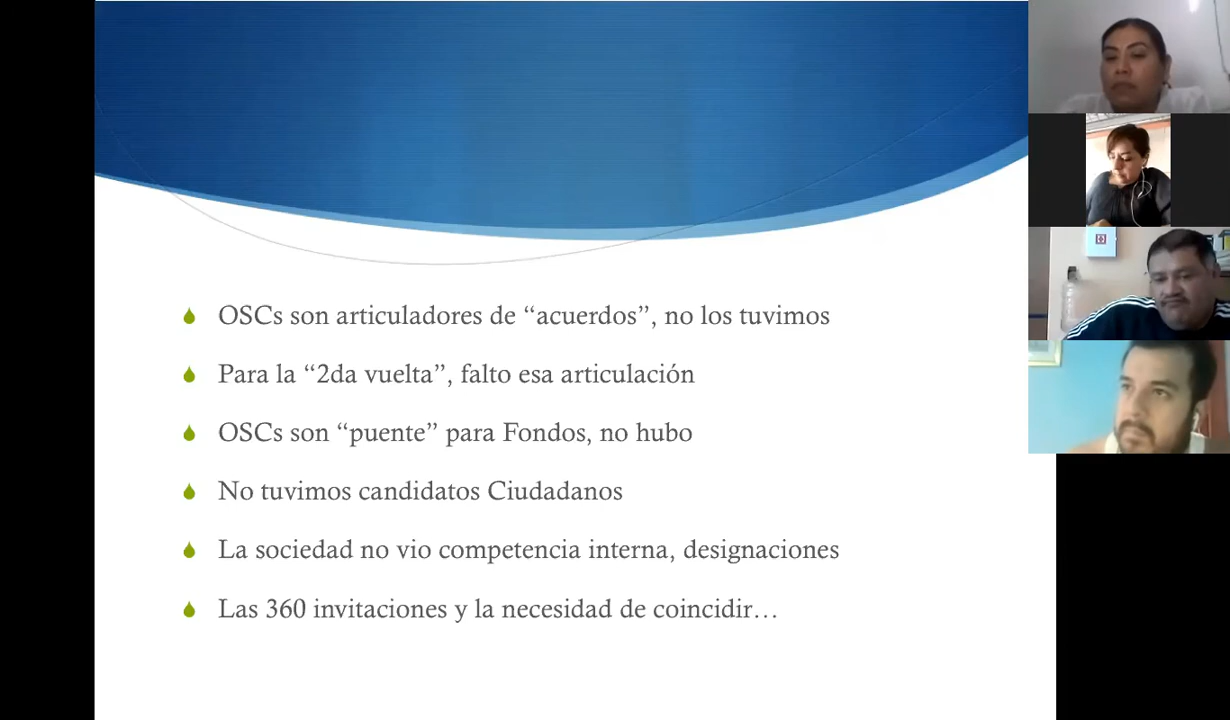 OSCs son articuladores de “acuerdos”, no los tuvimos
Para la “2da vuelta”, falto esa articulación
OSCs son “puente” para Fondos, no hubo
No tuvimos candidatos Ciudadanos
La sociedad no vio competencia interna, designaciones
Las 360 invitaciones y la necesidad de coincidir…